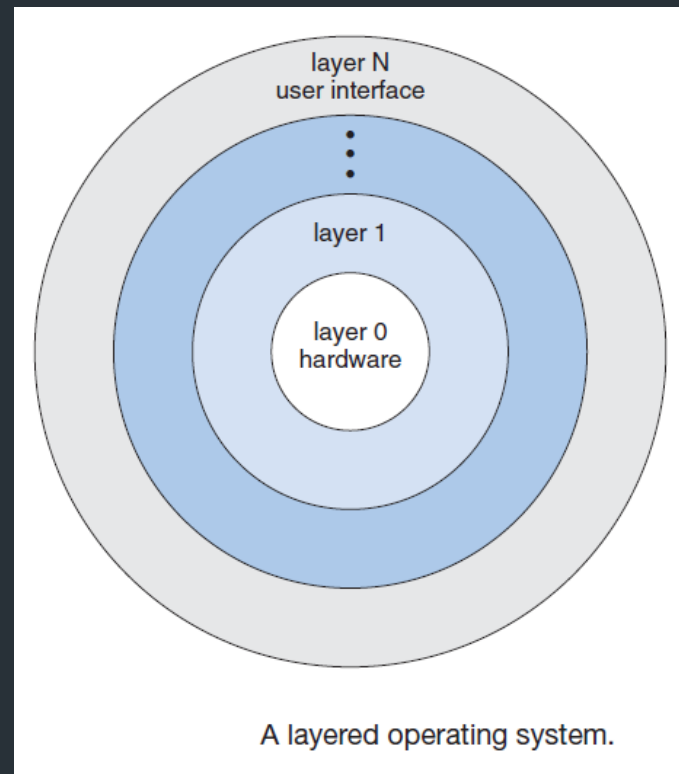 layer N
user interface
layer 1
layer 0
hardware
A layered operating system.